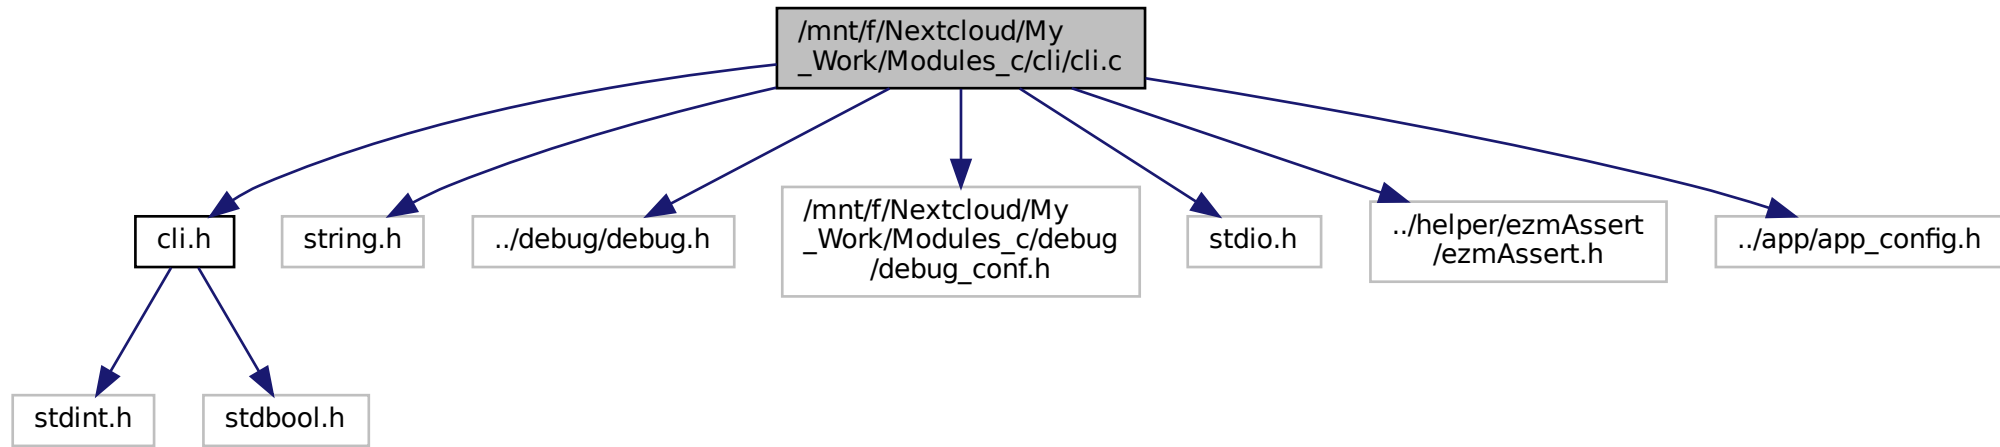 /mnt/f/Nextcloud/My
_Work/Modules_c/cli/cli.c
cli.h
string.h
../debug/debug.h
/mnt/f/Nextcloud/My
_Work/Modules_c/debug
/debug_conf.h
stdio.h
../helper/ezmAssert
/ezmAssert.h
../app/app_config.h
stdint.h
stdbool.h